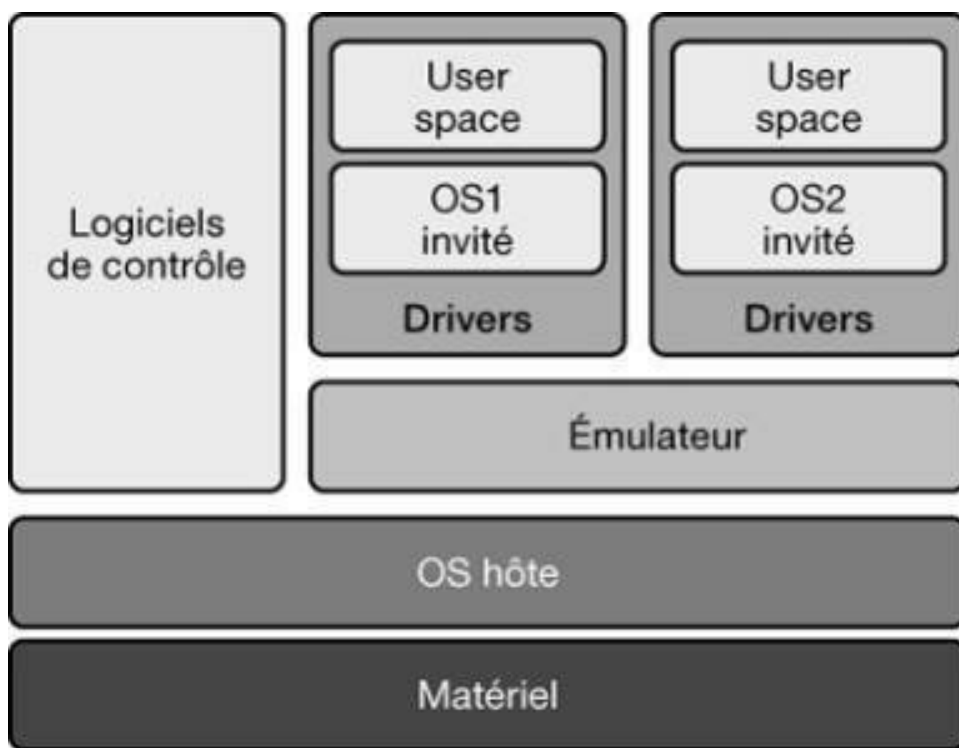 Logiciels
de contrôle
User
space
OS1
invité
Drivers
User
space
OS2
invité
Drivers
Émulateur
OS hôte
Matériel